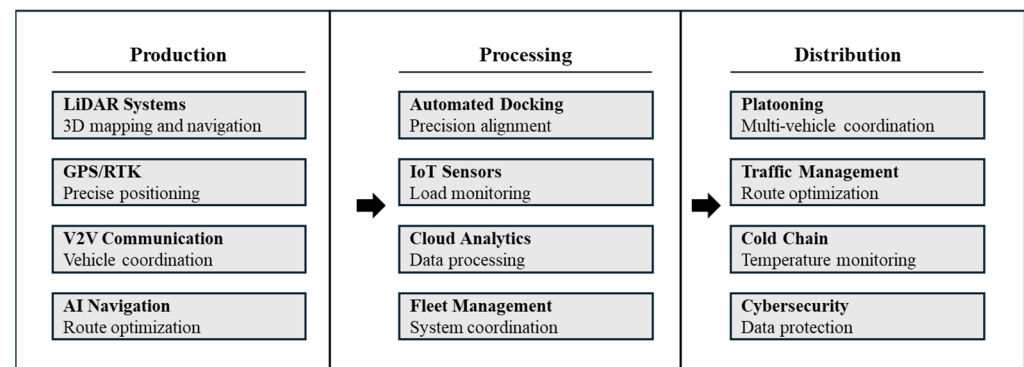 Production
LiDAR Systems
3D mapping and navigation
GPS/RTK
Precise positioning
V2V Communication
Vehicle coordination
AI Navigation
Route optimization
Processing
Automated Docking
Precision alignment
IoT Sensors
Load monitoring
Cloud Analytics
Data processing
Fleet Management
System coordination
Distribution
Platooning
Multi-vehicle coordination
Traffic Management
Route optimization
Cold Chain
Temperature monitoring
Cybersecurity
Data protection